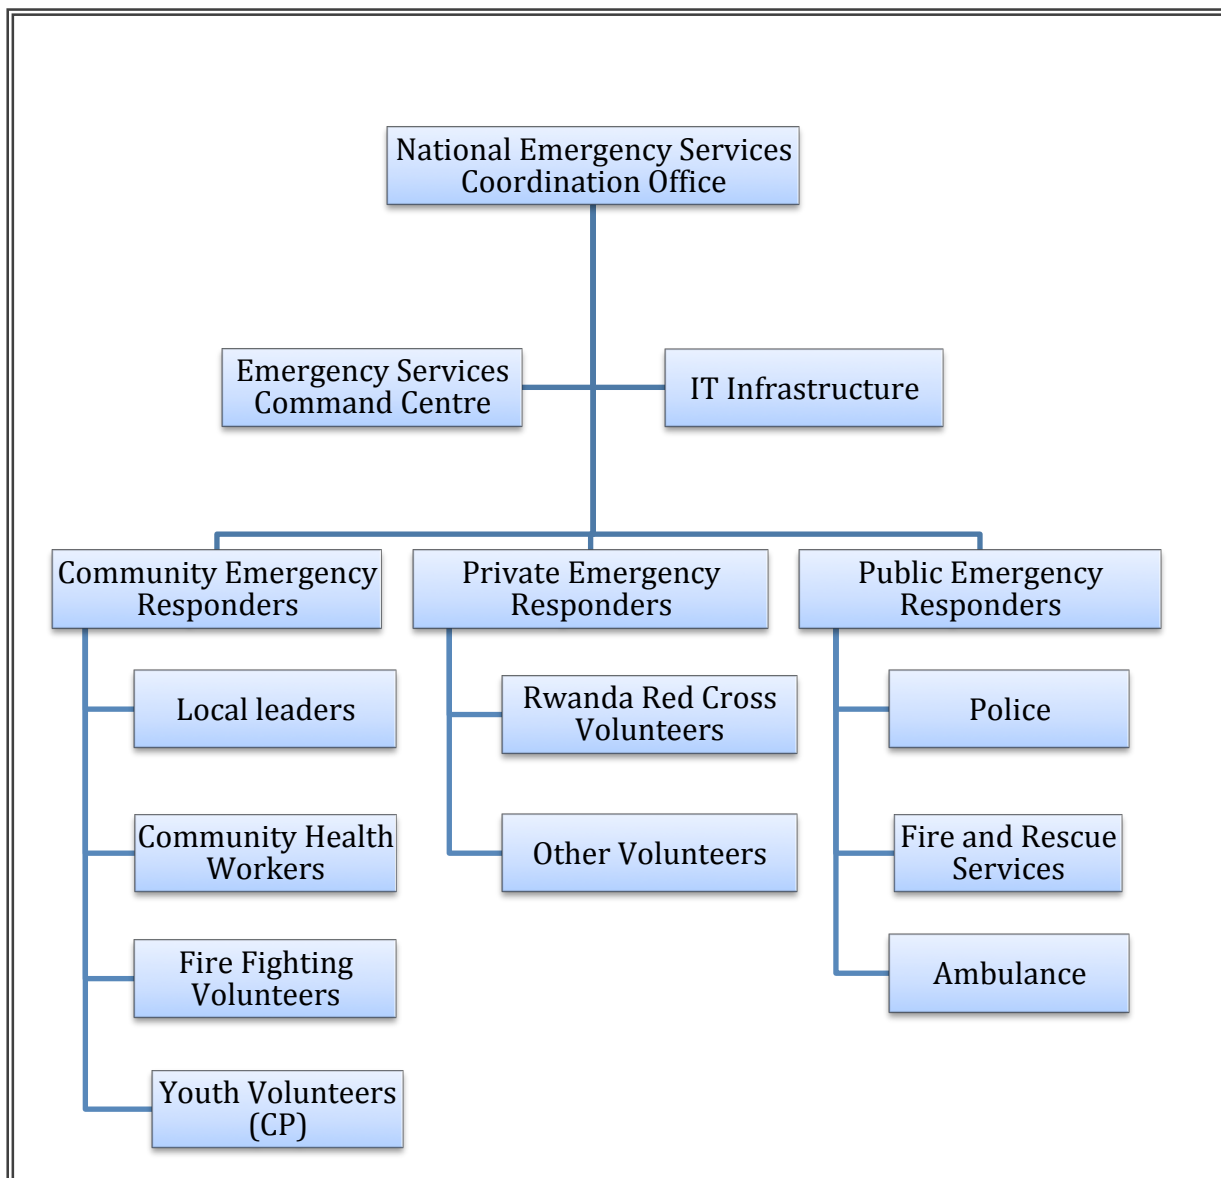 National Emergency Services
Coordination Office
Emergency Services
Command Centre
IT Infrastructure
Community Emergency
Responders
Private Emergency
Responders
Public Emergency
Responders
Local leaders
Rwanda Red Cross
Volunteers
Police
Community Health
Workers
Other Volunteers
Fire and Rescue
Services
Fire Fighting
Volunteers
Ambulance
Youth Volunteers
(CP)